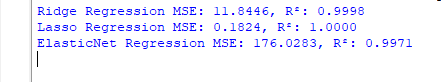 Ridge Regression MSE: 11.8446, R²: 0.9998
Lasso Regression MSE: 0.1824, R²: 1.0000
ElasticNet Regression MSE: 176.0283, R²: 0.9971